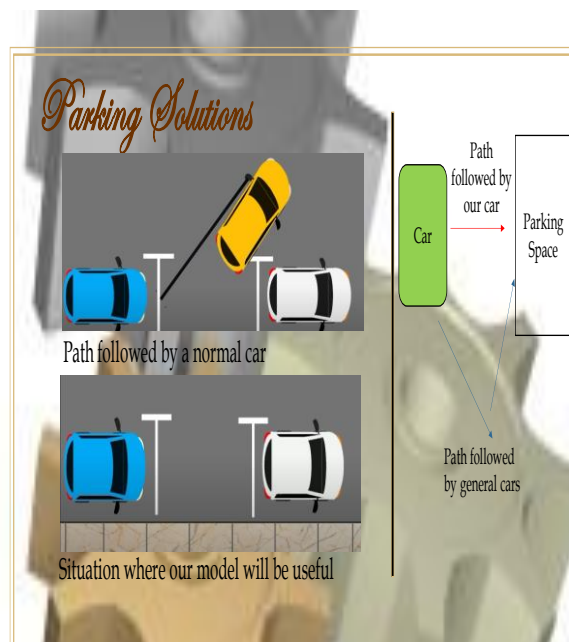 Parking Solutions
Path followed by a normal car
Situation where our model will be useful
Path
followed by
our car
Car
Parking
Space
Path followed
by general cars